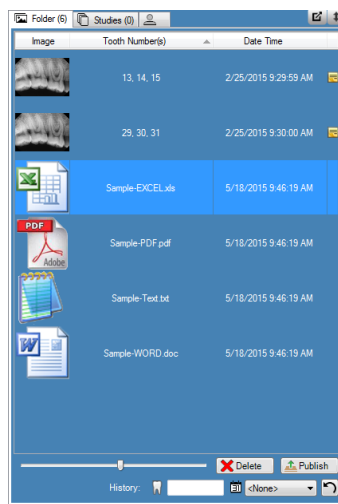 Folder (6) Studies (0)
Image Tooth Number(s) Date Time
13, 14, 15 2/25/2015 9:29:59 AM
29, 30, 31 2/25/2015 9:30:00 AM
Sample-EXCEL.xls 5/18/2015 9:46:19 AM
PDF
Adobe
Sample-PDF.pdf 5/18/2015 9:46:19 AM
Sample-Text.txt 5/18/2015 9:46:19 AM
W
Sample-WORD.doc 5/18/2015 9:46:19 AM
Delete Publish
History: 31 <None>